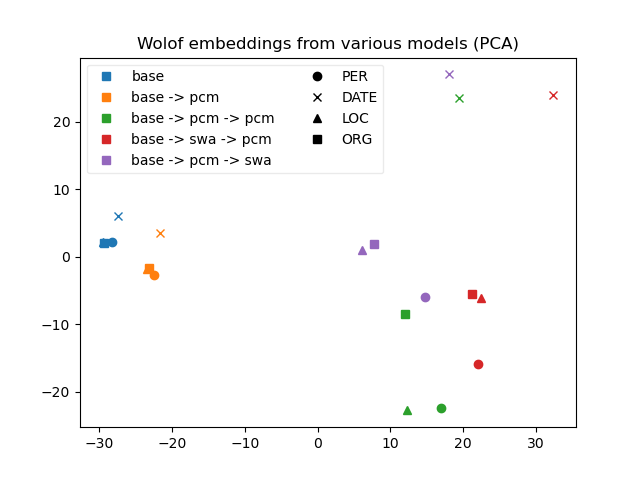 Wolof embeddings from various models (PCA)
base
base -> pcm
base -> pcm -> pcm
base -> swa -> pcm
base -> pcm -> swa
PER
DATE
LOC
ORG
20
10
0
−10
−20
−30 −20 −10 0 10 20 30